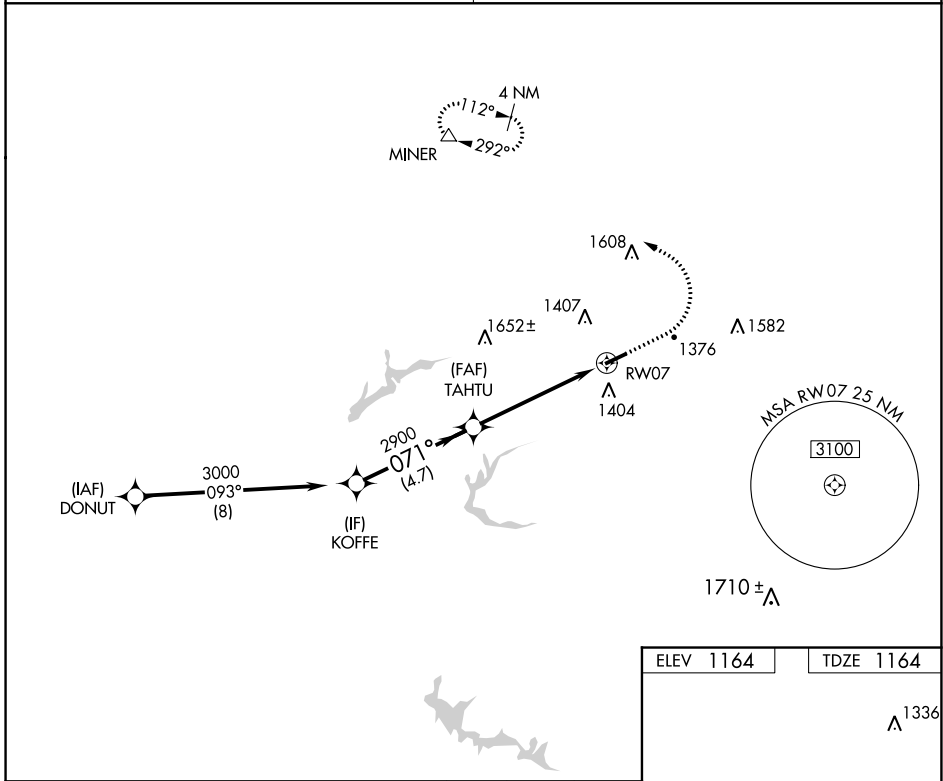 4 NM
112°
292°
MINER
1608
1407
1652±
1582
1376
(FAF)
TAHTU
RW07
1404
2900
071°
(4.7)
3000
093°
(8)
(IAF)
DONUT
(IF)
KOFFE
MSA RW07 25 NM
3100
1710 ±
ELEV 1164
TDZE 1164
1336